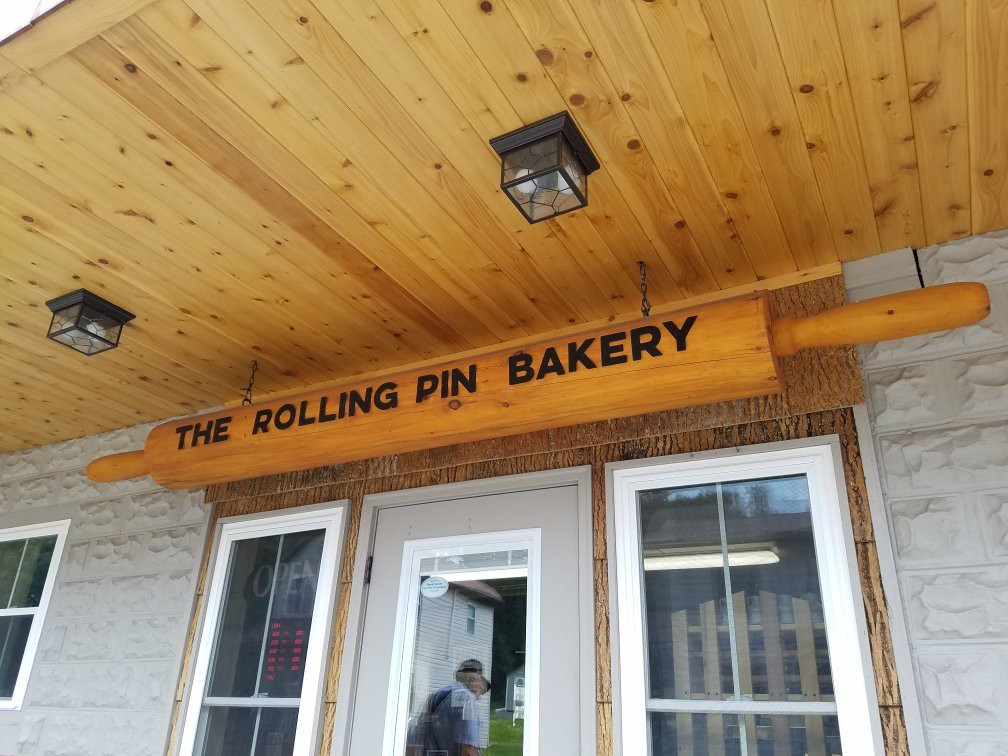 THE ROLLING PIN BAKERY
OPEN